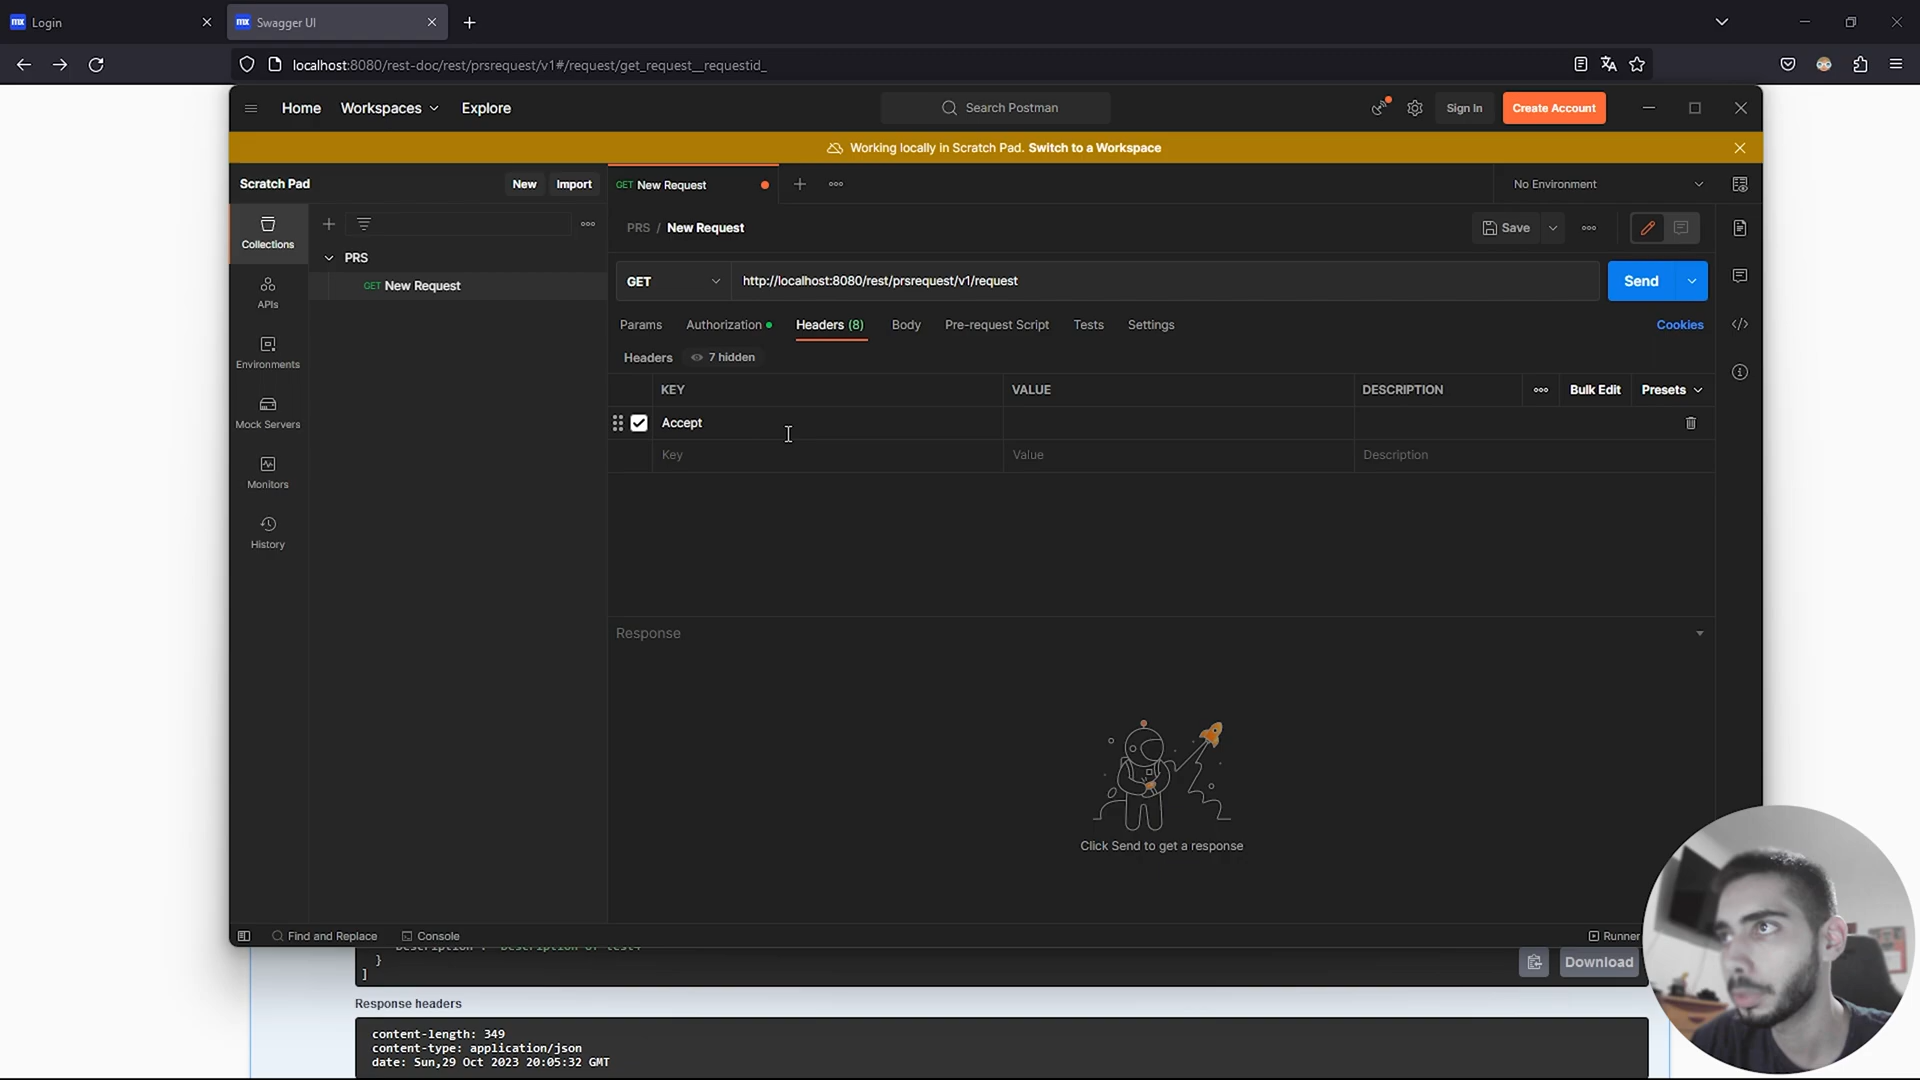 mx Login
mx Swagger UI
localhost:8080/rest-doc/rest/prsrequest/v1#/request/get_request__requestid_
Home
Workspaces
Explore
Search Postman
Sign In
Create Account
Working locally in Scratch Pad. Switch to a Workspace
Scratch Pad
New
Import
GET New Request
No Environment
Collections
PRS
PRS / New Request
Save
GET New Request
GET
http://localhost:8080/rest/prsrequest/v1/request
Send
APIs
Params
Authorization
Headers (8)
Body
Pre-request Script
Tests
Settings
Cookies
Environments
Headers
7 hidden
KEY
VALUE
DESCRIPTION
Bulk Edit
Presets
Accept
Mock Servers
Key
Value
Description
Monitors
History
Response
Click Send to get a response
Find and Replace
Console
Runner
}
]
Download
Response headers
content-length: 349
content-type: application/json
date: Sun,29 Oct 2023 20:05:32 GMT